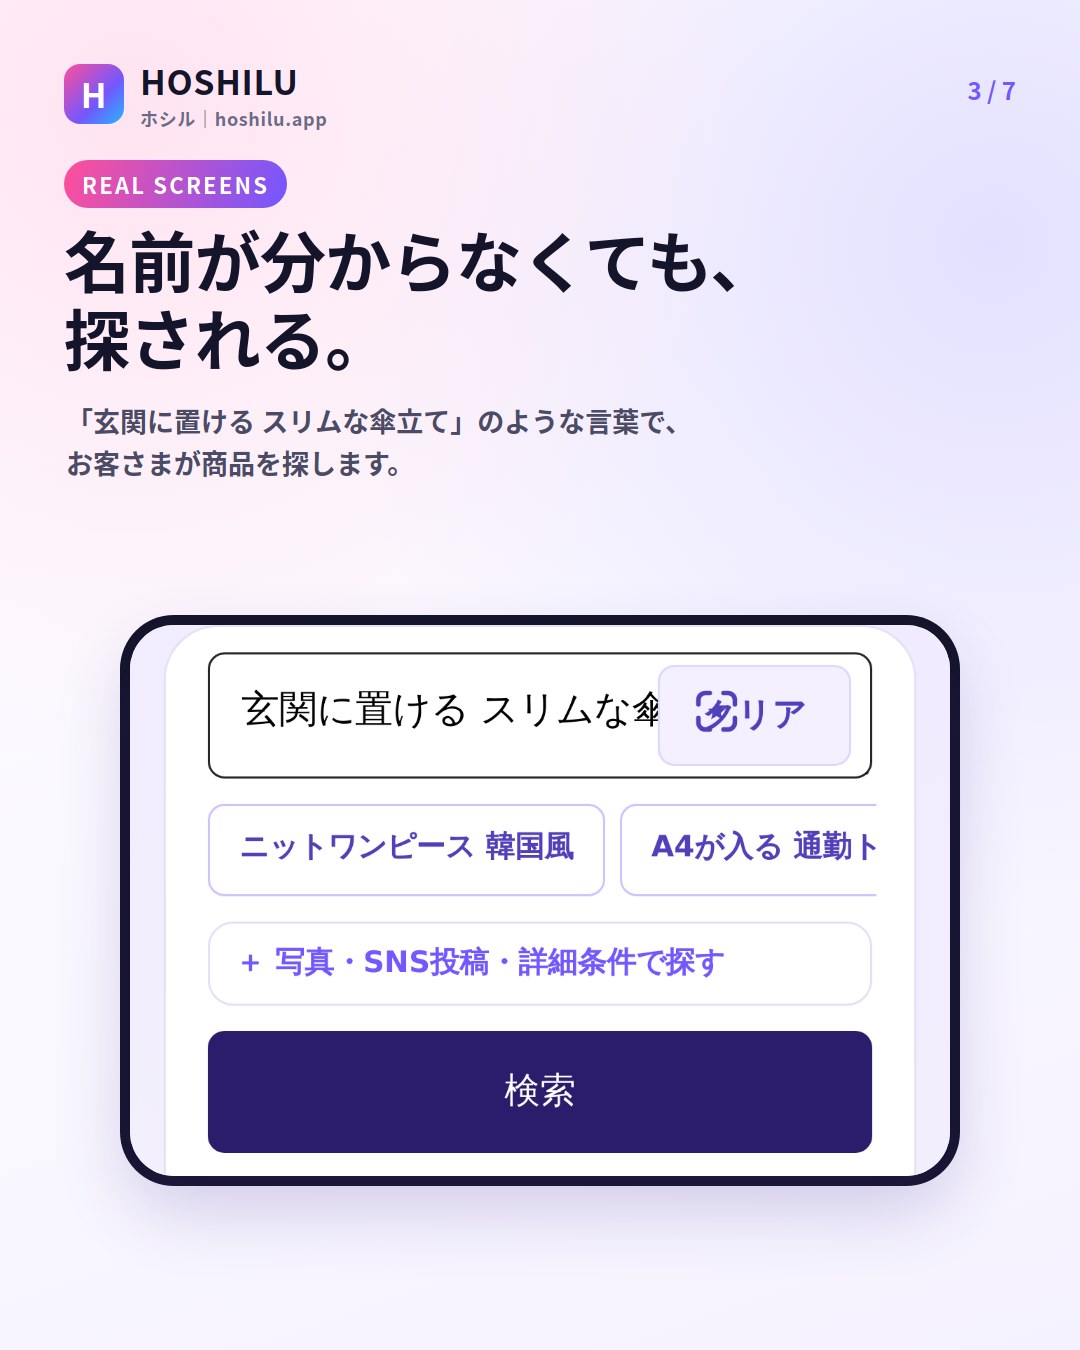 H
HOSHILU
ホシル｜hoshilu.app
3 / 7
REAL SCREENS
名前が分からなくても、
探される。
「玄関に置ける スリムな傘立て」のような言葉で、
お客さまが商品を探します。
玄関に置ける スリムな傘
クリア
ニットワンピース 韓国風
A4が入る 通勤ト
+ 写真・SNS投稿・詳細条件で探す
検索